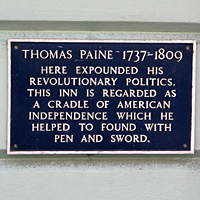 THOMAS PAINE 1737-1809
HERE EXPOUNDED HIS
REVOLUTIONARY POLITICS.
THIS INN IS REGARDED AS
A CRADLE OF AMERICAN
INDEPENDENCE WHICH HE
HELPED TO FOUND WITH
PEN AND SWORD.